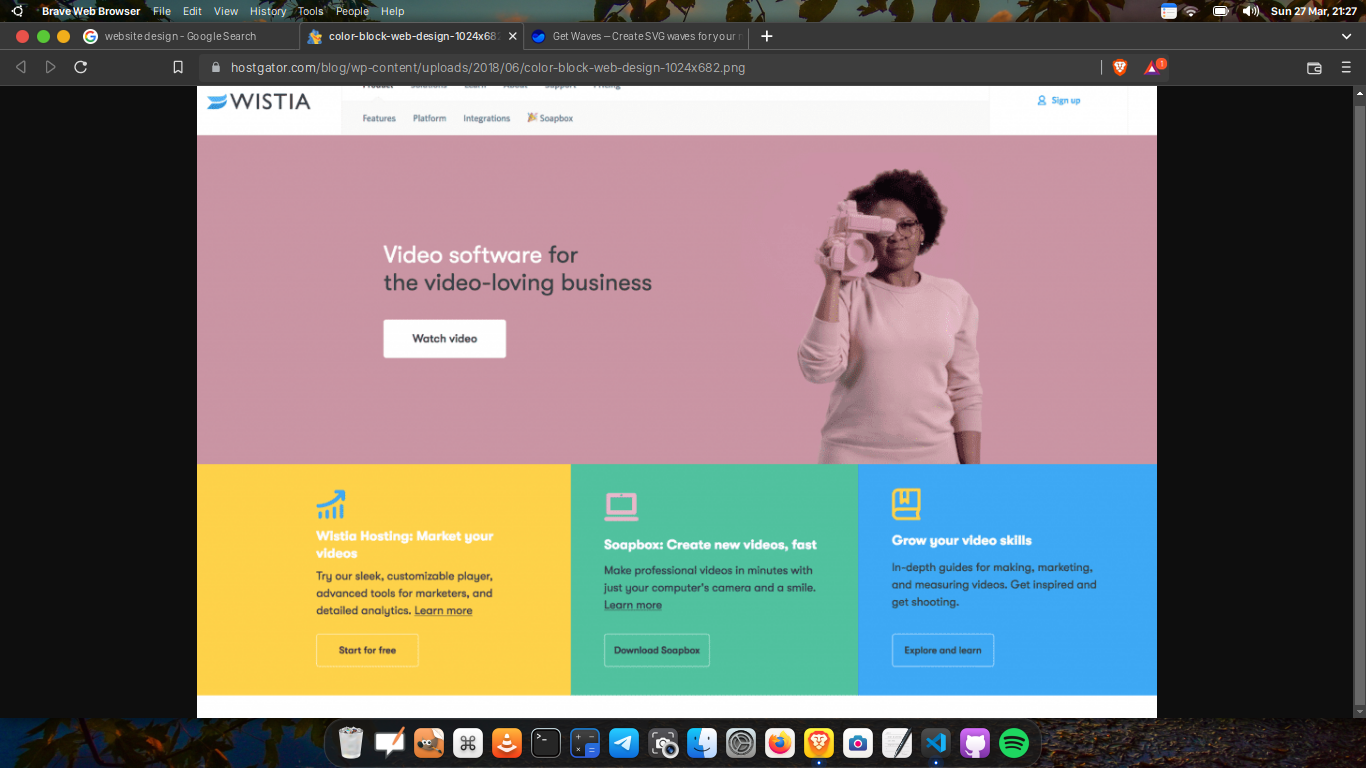 Brave Web Browser File Edit View History Tools People Help
Sun 27 Mar, 21:27
website design - Google Search
color-block-web-design-1024x682
Get Waves – Create SVG waves for your
hostgator.com/blog/wp-content/uploads/2018/06/color-block-web-design-1024x682.png
1
WISTIA
Product Solutions Learn About Support Pricing
Sign up
Features Platform Integrations Soapbox
Video software for
the video-loving business
Watch video
Wistia Hosting: Market your
videos
Try our sleek, customizable player,
advanced tools for marketers, and
detailed analytics. Learn more
Start for free
Soapbox: Create new videos, fast
Make professional videos in minutes with
just your computer's camera and a smile.
Learn more
Download Soapbox
Grow your video skills
In-depth guides for making, marketing,
and measuring videos. Get inspired and
get shooting.
Explore and learn